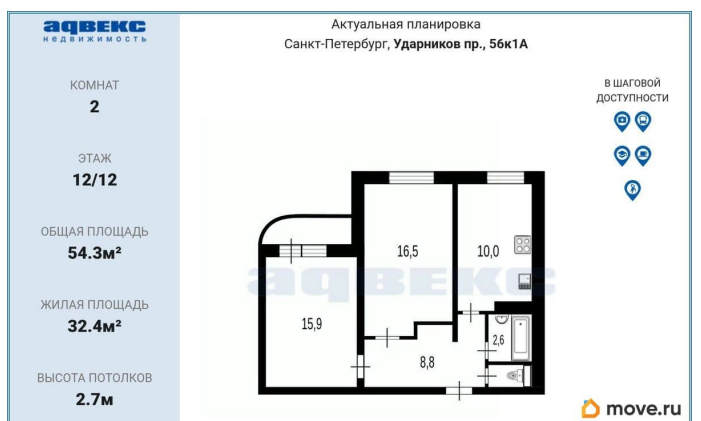 АДВЕКС
НЕДВИЖИМОСТЬ
КОМНАТ
2
ЭТАЖ
12/12
ОБЩАЯ ПЛОЩАДЬ
54.3м²
ЖИЛАЯ ПЛОЩАДЬ
32.4м²
ВЫСОТА ПОТОЛКОВ
2.7м
Актуальная планировка
Санкт-Петербург, Ударников пр., 56к1А
В ШАГОВОЙ
ДОСТУПНОСТИ
16,5
10,0
АДВЕКС
15,9
2,6
8,8
move.ru